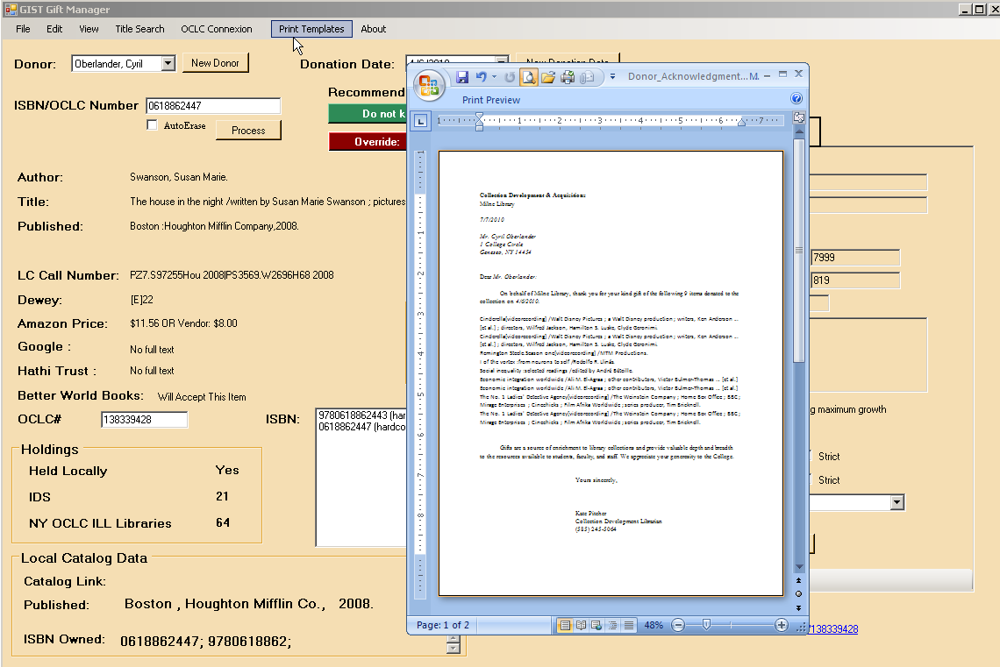 GIST Gift Manager
File Edit View Title Search OCLC Connexion Print Templates About
Donor: Oberlander, Cyril New Donor Donation Date:
ISBN/OCLC Number 0618862447
AutoErase Process
Recommend
Do not k
Override:
Author: Swanson, Susan Marie.
Title: The house in the night /written by Susan Marie Swanson ; pictures
Published: Boston :Houghton Mifflin Company,2008.
LC Call Number: PZ7.S97255Hou 2008|PS3569.W2696H68 2008
Dewey: [E]22
Amazon Price: $11.56 OR Vendor: $8.00
Google : No full text
Hathi Trust : No full text
Better World Books: Will Accept This Item
OCLC# 138339428 ISBN: 9780618862443 (har
0618862447 (hardco
Holdings
Held Locally Yes
IDS 21
NY OCLC ILL Libraries 64
Local Catalog Data
Catalog Link:
Published: Boston , Houghton Mifflin Co., 2008.
ISBN Owned: 0618862447; 9780618862;
Donor_Acknowledgment...M.
Print Preview
1 2 3 4 5 6 7
Collection Development & Acquisitions
Milne Library
7/7/2010
Mr. Cyril Oberlander
1 College Circle
Geneseo, NY 14454
Dear Mr. Oberlander:
On behalf of Milne Library, thank you for your kind gift of the following 9 items donated to the
collection on 4/6/2010.
Cinderella[videorecording] /Walt Disney Pictures ; a Walt Disney production ; writers, Ken Anderson ...
[et al.] ; directors, Wilfred Jackson, Hamilton S. Luske, Clyde Geronimi.
Cinderella[videorecording] /Walt Disney Pictures ; a Walt Disney production ; writers, Ken Anderson ...
[et al.] ; directors, Wilfred Jackson, Hamilton S. Luske, Clyde Geronimi.
Remington Steele.Season one[videorecording] /MTM Productions.
I of the vortex :from neurons to self /Rodolfo R. Llinás.
Social inequality :selected readings /edited by André Béteille.
Economic integration worldwide /Ali M. El-Agraa ; other contributors, Victor Bulmer-Thomas ... [et al.]
Economic integration worldwide /Ali M. El-Agraa ; other contributors, Victor Bulmer-Thomas ... [et al.]
The No. 1 Ladies' Detective Agency[videorecording] /The Weinstein Company ; Home Box Office ; BBC ;
Mirage Enterprises ; Cinechicks ; Film Afrika Worldwide ; series producer, Tim Bricknell.
The No. 1 Ladies' Detective Agency[videorecording] /The Weinstein Company ; Home Box Office ; BBC ;
Mirage Enterprises ; Cinechicks ; Film Afrika Worldwide ; series producer, Tim Bricknell.
Gifts are a source of enrichment to library collections and provide valuable depth and breadth
to the resources available to students, faculty, and staff. We appreciate your generosity to the College.
Yours sincerely,
Kate Pitcher
Collection Development Librarian
(585) 245-5064
Page: 1 of 2 48%
7999
819
g maximum growth
Strict
Strict
138339428